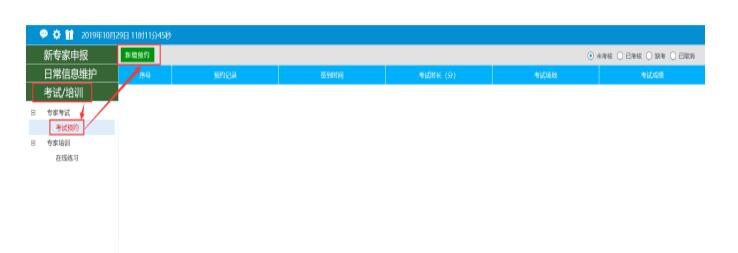 2019年10月29日 11时11分45秒
新专家申报
日常信息维护
考试/培训
专家考试
考试预约
专家培训
在线练习
新增预约
未考核 已考核 缺考 已取消
序号 预约记录 签到时间 考试时长（分） 考试场地 考试成绩